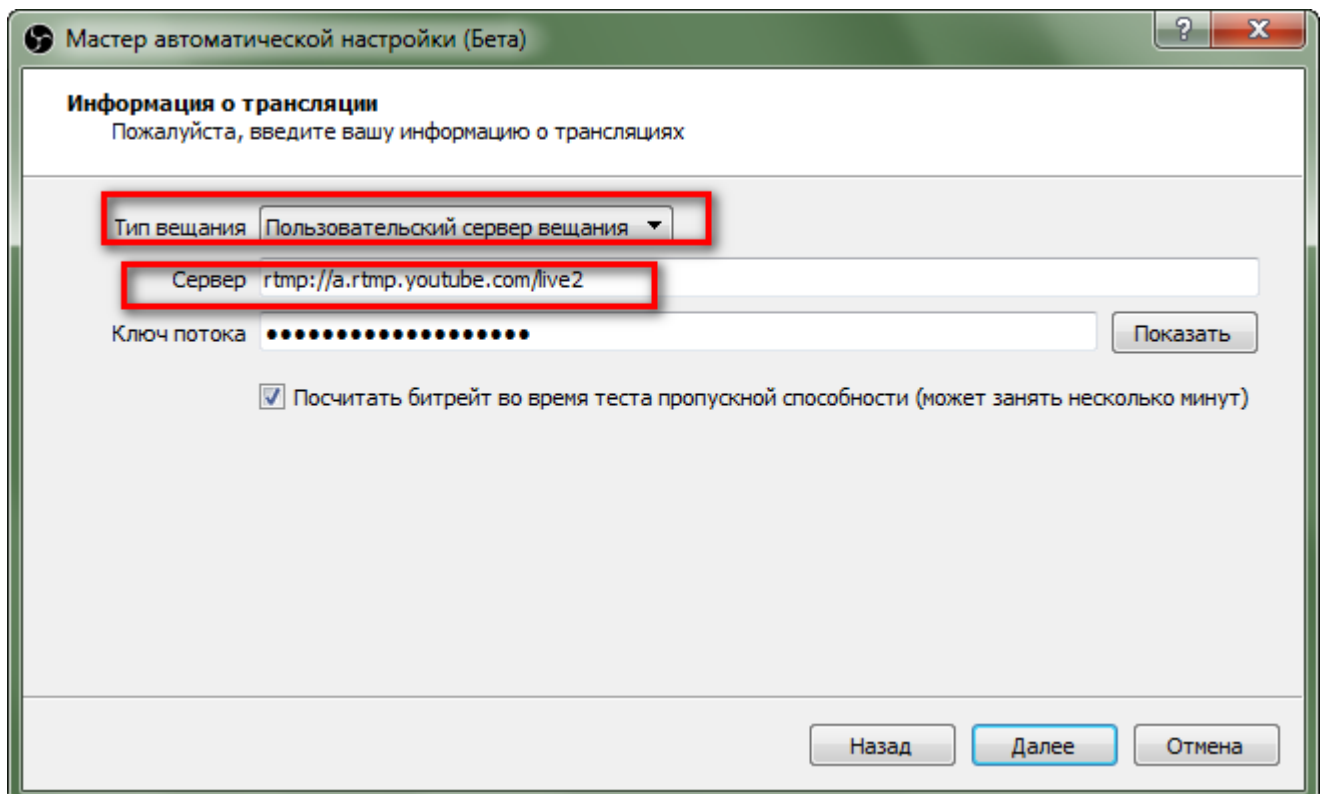 Мастер автоматической настройки (Бета)
?
Информация о трансляции
Пожалуйста, введите вашу информацию о трансляциях
Тип вещания Пользовательский сервер вещания
Сервер rtmp://a.rtmp.youtube.com/live2
Ключ потока ●●●●●●●●●●●●●●●●●●● Показать
Посчитать битрейт во время теста пропускной способности (может занять несколько минут)
Назад Далее Отмена